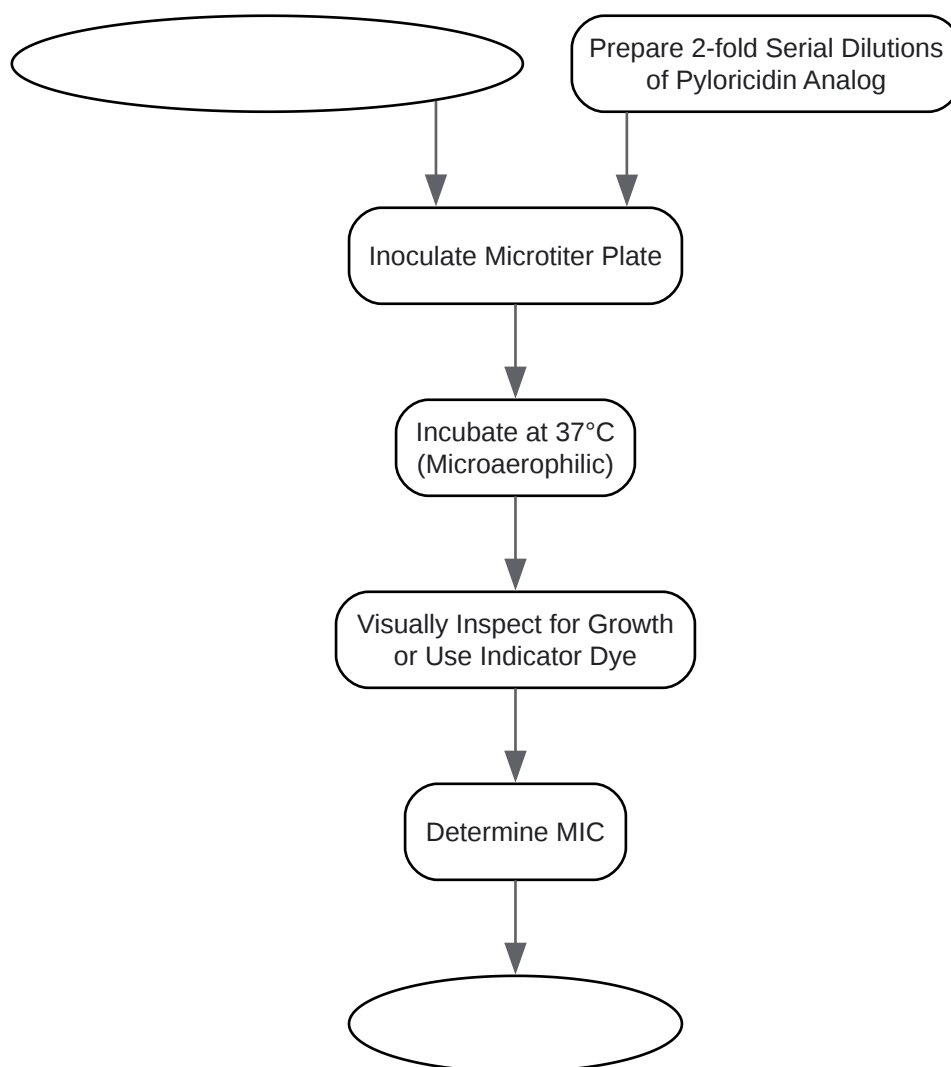 Prepare 2-fold Serial Dilutions
of Pyloricidin Analog
Inoculate Microtiter Plate
Incubate at 37°C
(Microaerophilic)
Visually Inspect for Growth
or Use Indicator Dye
Determine MIC